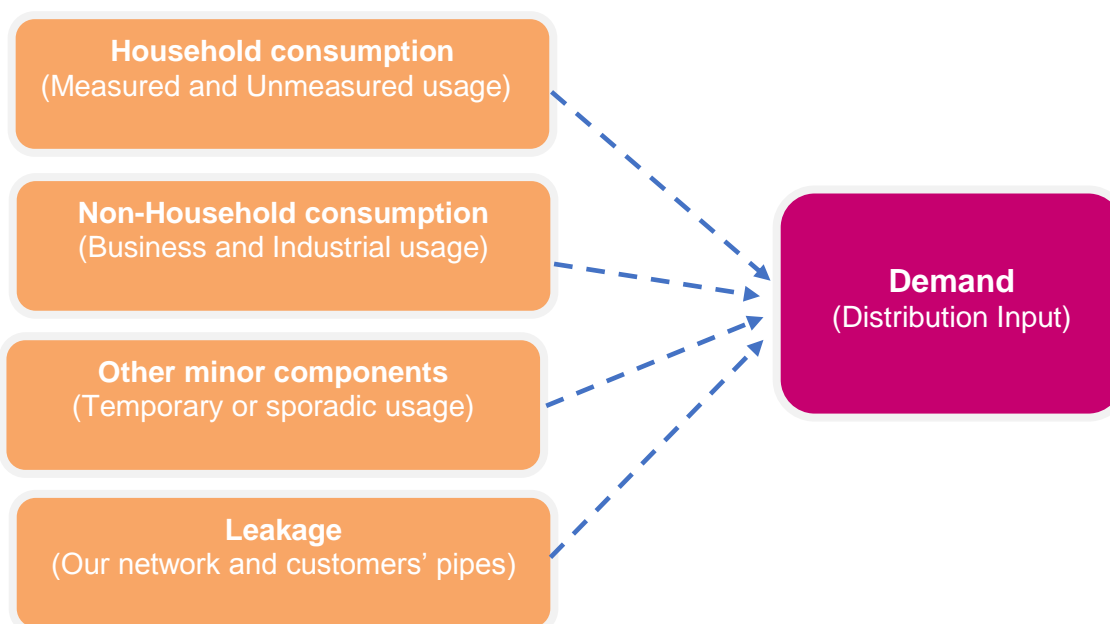 Household consumption
(Measured and Unmeasured usage)
Non-Household consumption
(Business and Industrial usage)
Other minor components
(Temporary or sporadic usage)
Leakage
(Our network and customers’ pipes)
Demand
(Distribution Input)